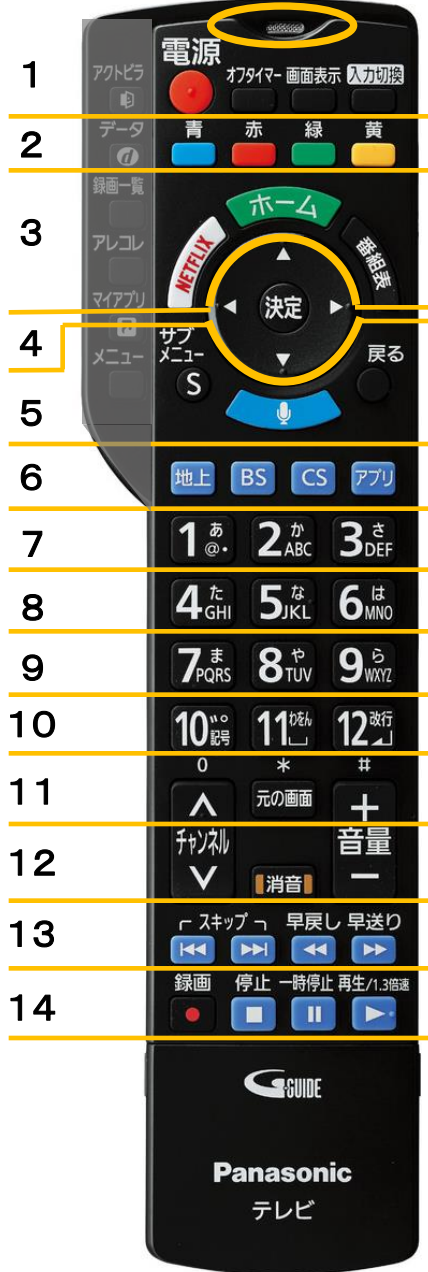 電源
1
アクトビラ
オフタイマー 画面表示 入力切換
2
データ
青 赤 緑 黄
3
録画一覧
ホーム
NETFLIX
番組表
アレコレ
マイアプリ
決定
4
メニュー
サブ
メニュー
S
戻る
5
6
地上 BS CS アプリ
7
1 あ @. 2 か ABC 3 さ DEF
8
4 た GHI 5 な JKL 6 は MNO
9
7 ま PQRS 8 や TUV 9 ら WXYZ
10
10 ゛゜ 記号 11 わをん 12 改行
0 * #
11
元の画面
+
チャンネル
音量
12
消音
−
13
スキップ 早戻し 早送り
14
録画 停止 一時停止 再生/1.3倍速
G-GUIDE
Panasonic
テレビ